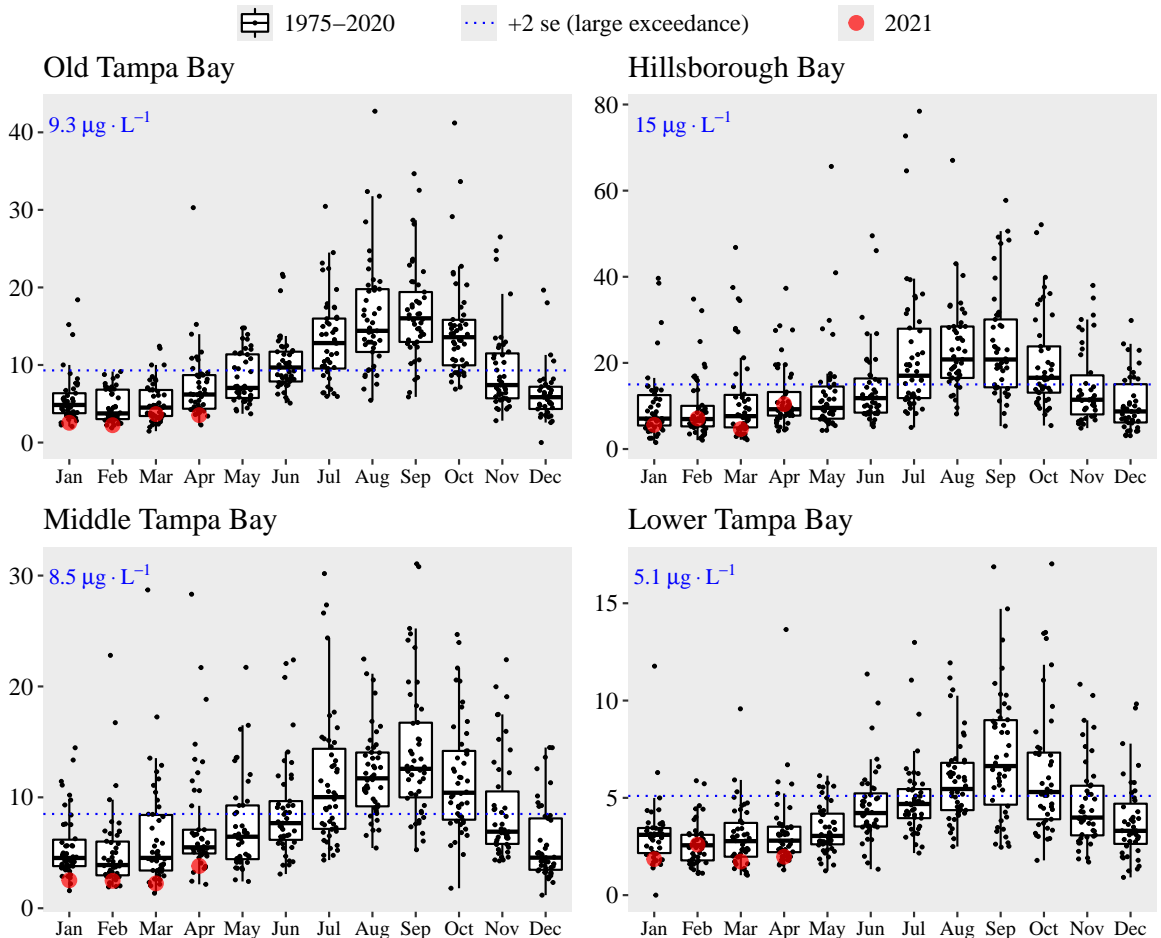 1975–2020 +2 se (large exceedance) 2021
Old Tampa Bay
9.3 μg · L⁻¹
40
30
20
10
0
Jan Feb Mar Apr May Jun Jul Aug Sep Oct Nov Dec
Hillsborough Bay
15 μg · L⁻¹
80
60
40
20
0
Jan Feb Mar Apr May Jun Jul Aug Sep Oct Nov Dec
Middle Tampa Bay
8.5 μg · L⁻¹
30
20
10
0
Jan Feb Mar Apr May Jun Jul Aug Sep Oct Nov Dec
Lower Tampa Bay
5.1 μg · L⁻¹
15
10
5
0
Jan Feb Mar Apr May Jun Jul Aug Sep Oct Nov Dec